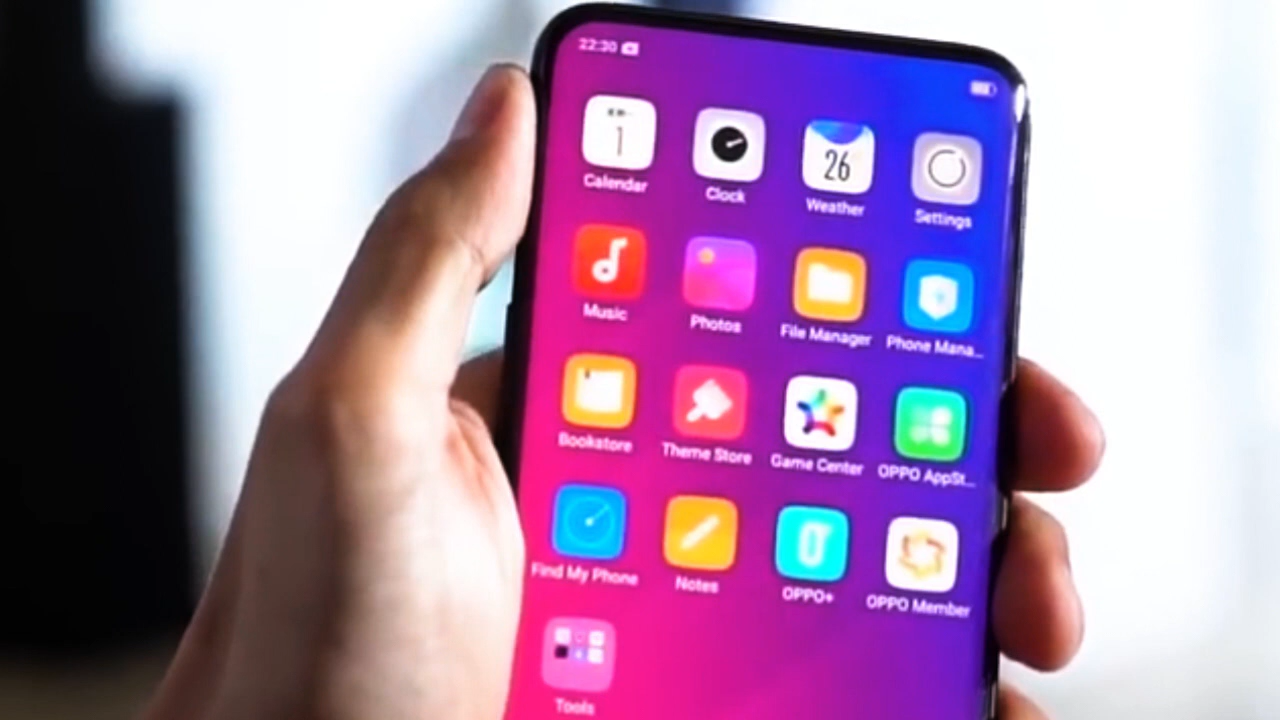 22:30
1
26
Calendar
Clock
Weather
Settings
Music
Photos
File Manager
Phone Mana...
Bookstore
Theme Store
Game Center
OPPO AppSt...
Find My Phone
Notes
OPPO+
OPPO Member
Tools